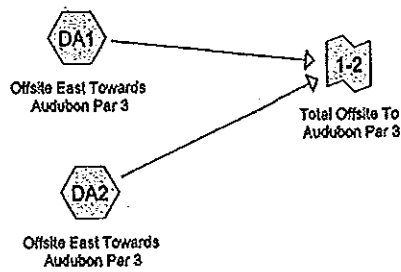 DA1
Offsite East Towards
Audubon Par 3
1-2
Total Offsite To
Audubon Par 3
DA2
Offsite East Towards
Audubon Par 3